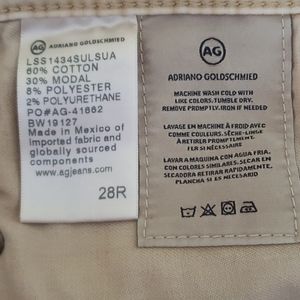 AG
ADRIANO GOLDSCHMIED
LSS1434SULSUA
60% COTTON
30% MODAL
8% POLYESTER
2% POLYURETHANE
PO#AG-41662
BW19127
Made in Mexico of
imported fabric and
globally sourced
components
www.agjeans.com
28R
AG
ADRIANO GOLDSCHMIED
MACHINE WASH COLD WITH
LIKE COLORS. TUMBLE DRY.
REMOVE PROMPTLY. IRON IF NEEDED
LAVAGE EN MACHINE À FROID AVEC
COMME COULEURS. SÈCHE-LINGE
À RETIRER PROMPTEMENT.
FER SI NÉCESSAIRE
LAVAR A MAQUINA CON AGUA FRIA.
CON COLORES SIMILARES. SECAR EN
SECADORA RETIRAR RAPIDAMENTE.
PLANCHA SI ES NECESARIO